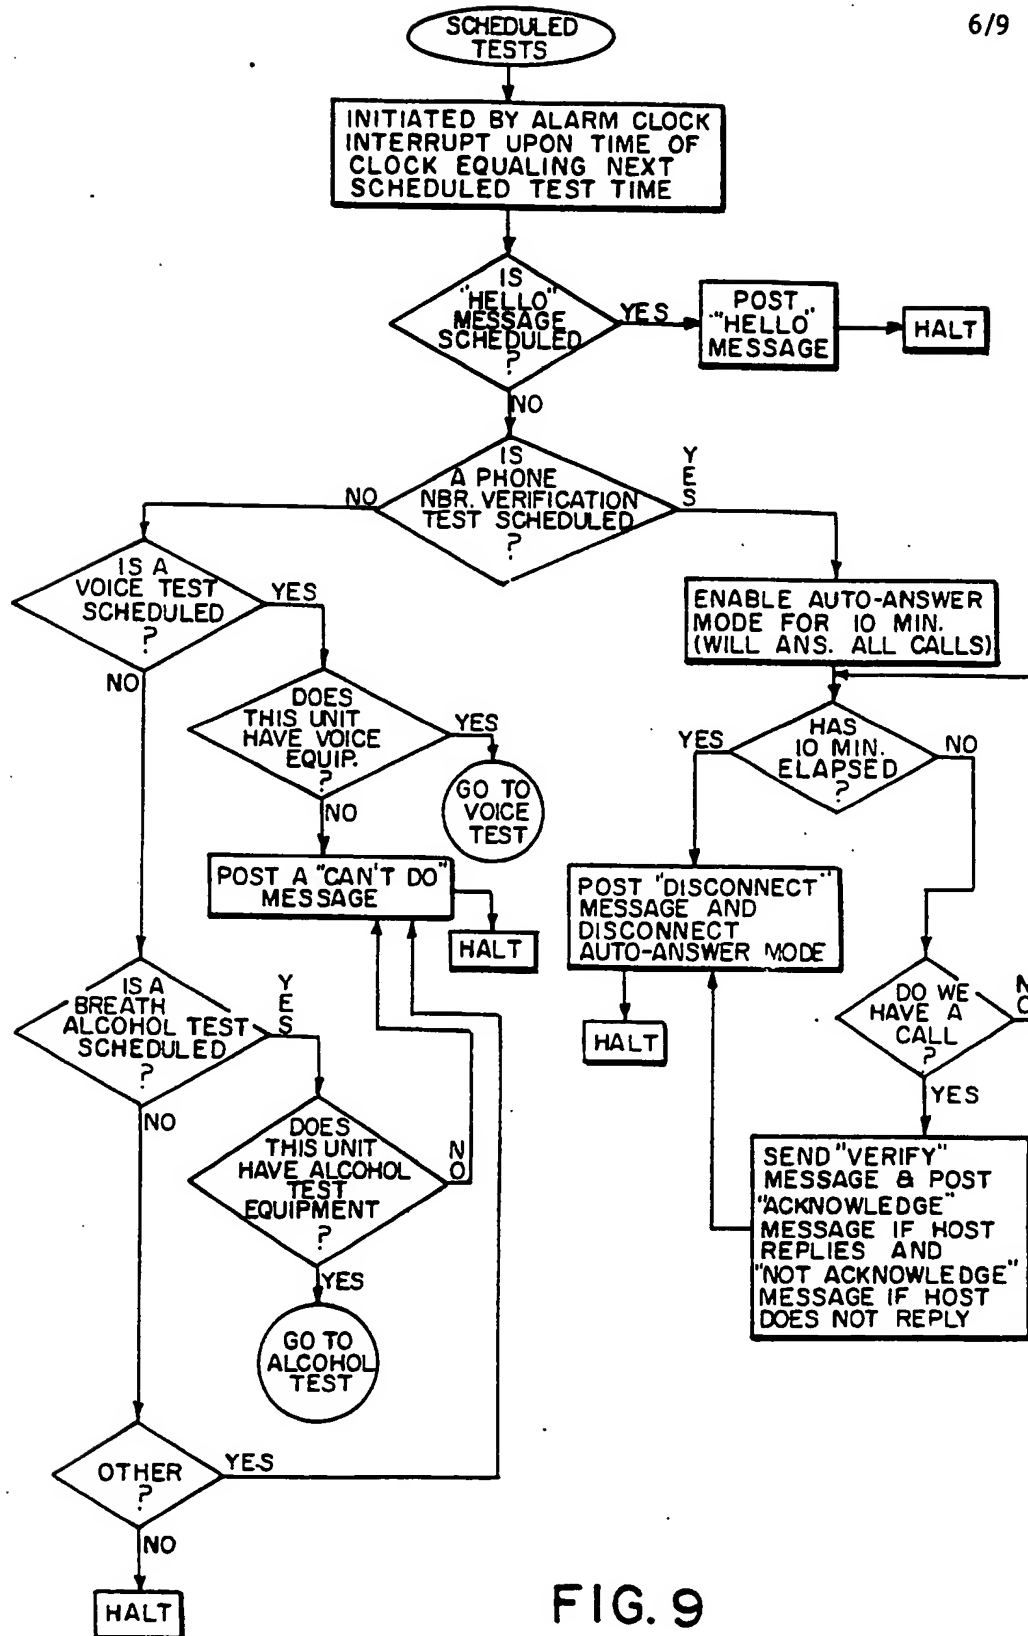 6/9
SCHEDULED
TESTS
INITIATED BY ALARM CLOCK
INTERRUPT UPON TIME OF
CLOCK EQUALING NEXT
SCHEDULED TEST TIME
IS
"HELLO"
MESSAGE
SCHEDULED
?
YES
POST
"HELLO"
MESSAGE
HALT
NO
IS
A PHONE
NBR. VERIFICATION
TEST SCHEDULED
?
NO
YES
IS A
VOICE TEST
SCHEDULED
?
YES
NO
ENABLE AUTO-ANSWER
MODE FOR 10 MIN.
(WILL ANS. ALL CALLS)
DOES
THIS UNIT
HAVE VOICE
EQUIP.
?
YES
NO
GO TO
VOICE
TEST
HAS
10 MIN.
ELAPSED
?
YES
NO
POST A "CAN'T DO"
MESSAGE
HALT
POST "DISCONNECT"
MESSAGE AND
DISCONNECT
AUTO-ANSWER MODE
HALT
DO WE
HAVE A
CALL
?
NO
YES
IS A
BREATH
ALCOHOL TEST
SCHEDULED
?
YES
NO
DOES
THIS UNIT
HAVE ALCOHOL
TEST
EQUIPMENT
?
NO
YES
GO TO
ALCOHOL
TEST
SEND "VERIFY"
MESSAGE & POST
"ACKNOWLEDGE"
MESSAGE IF HOST
REPLIES AND
"NOT ACKNOWLEDGE"
MESSAGE IF HOST
DOES NOT REPLY
OTHER
?
YES
NO
HALT
FIG. 9